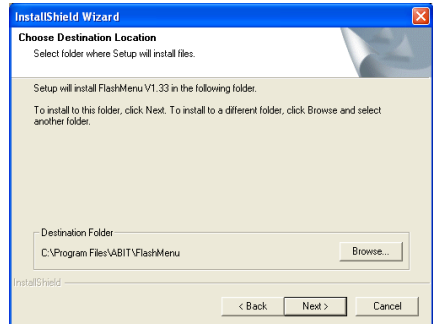 InstallShield Wizard
Choose Destination Location
Select folder where Setup will install files.
Setup will install FlashMenu V1.33 in the following folder.
To install to this folder, click Next. To install to a different folder, click Browse and select
another folder.
Destination Folder
C:\Program Files\ABIT\FlashMenu
Browse...
InstallShield
< Back
Next >
Cancel